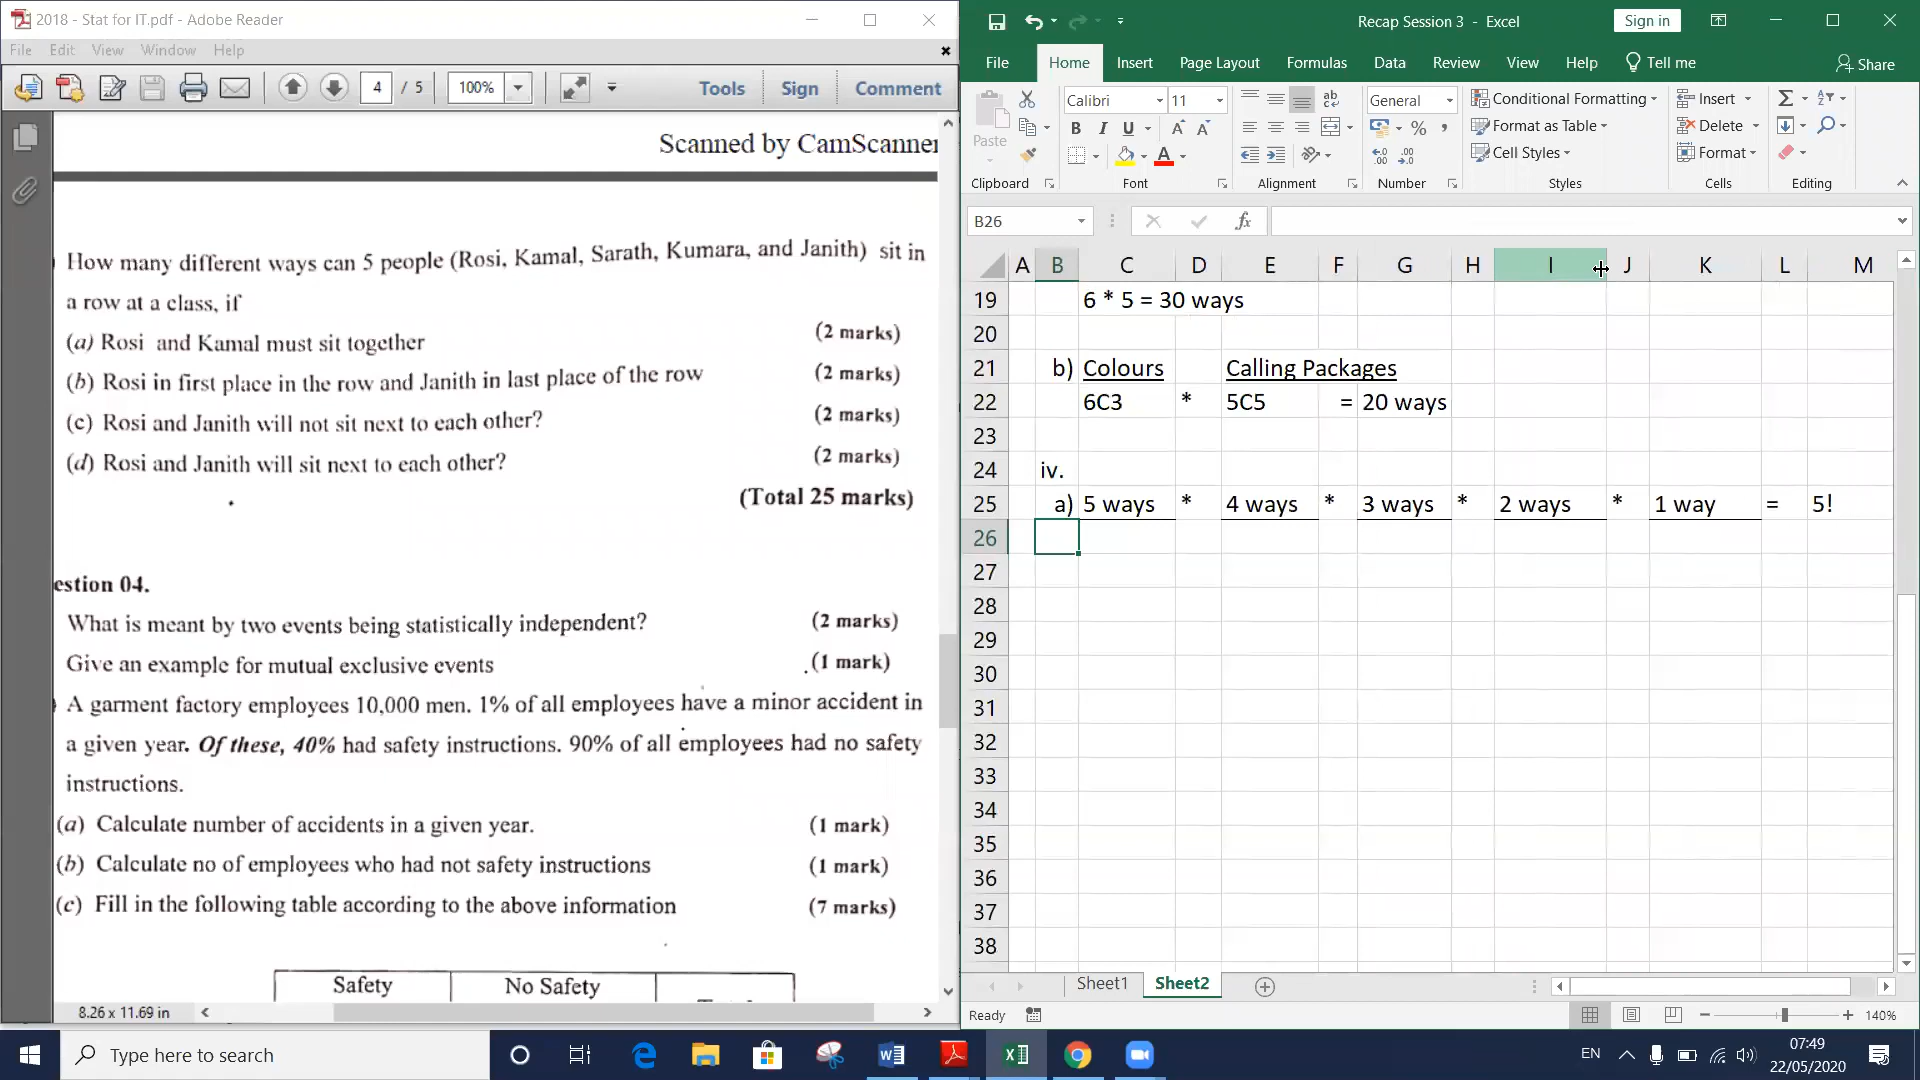 2018 - Stat for IT.pdf - Adobe Reader
File Edit View Window Help
4 / 5 100% Tools Sign Comment
Scanned by CamScanner
How many different ways can 5 people (Rosi, Kamal, Sarath, Kumara, and Janith) sit in
a row at a class, if
(a) Rosi and Kamal must sit together (2 marks)
(b) Rosi in first place in the row and Janith in last place of the row (2 marks)
(c) Rosi and Janith will not sit next to each other? (2 marks)
(d) Rosi and Janith will sit next to each other? (2 marks)
(Total 25 marks)
estion 04.
What is meant by two events being statistically independent? (2 marks)
Give an example for mutual exclusive events (1 mark)
A garment factory employees 10,000 men. 1% of all employees have a minor accident in
a given year. Of these, 40% had safety instructions. 90% of all employees had no safety
instructions.
(a) Calculate number of accidents in a given year. (1 mark)
(b) Calculate no of employees who had not safety instructions (1 mark)
(c) Fill in the following table according to the above information (7 marks)
Safety No Safety
8.26 x 11.69 in
Recap Session 3 - Excel Sign in
File Home Insert Page Layout Formulas Data Review View Help Tell me Share
Paste Calibri 11 General Conditional Formatting Insert
B I U Format as Table Delete
Cell Styles Format
Clipboard Font Alignment Number Styles Cells Editing
B26 fx
A B C D E F G H I J K L M
19 6 * 5 = 30 ways
20
21 b) Colours Calling Packages
22 6C3 * 5C5 = 20 ways
23
24 iv.
25 a) 5 ways * 4 ways * 3 ways * 2 ways * 1 way = 5!
26
27
28
29
30
31
32
33
34
35
36
37
38
Sheet1 Sheet2
Ready 140%
Type here to search EN 07:49
22/05/2020